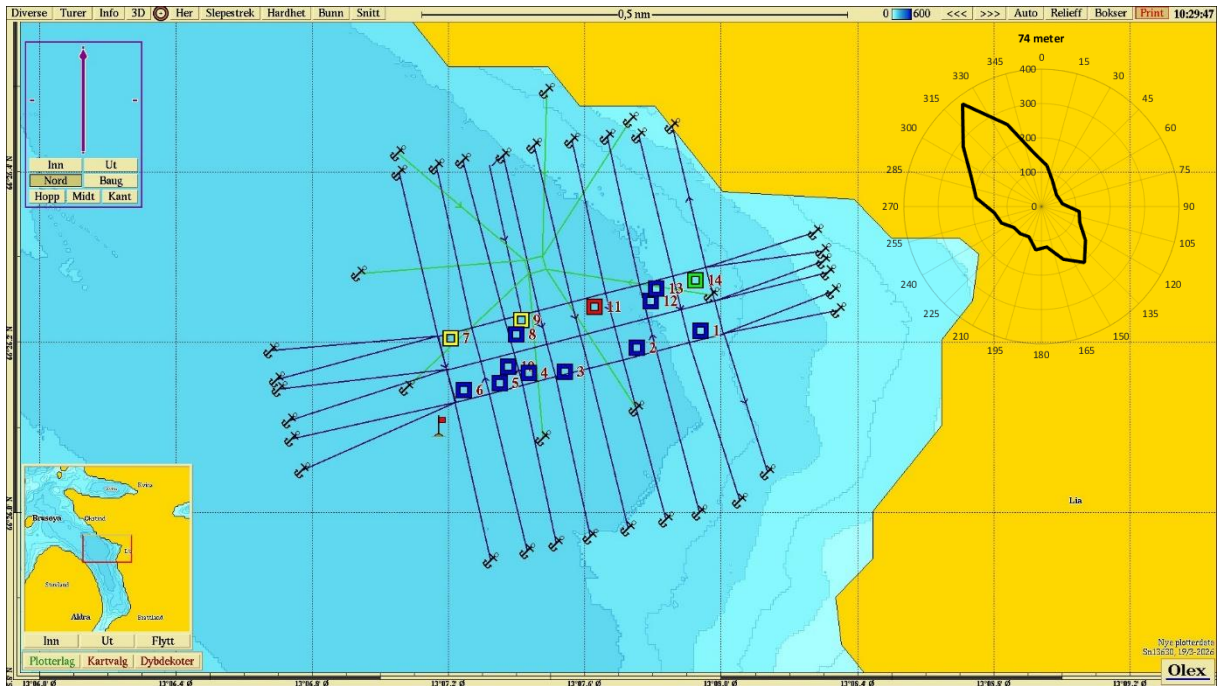 Diverse Turer Info 3D Her Slepestrek Hardhet Bunn Snitt 0,5 nm 0 600 <<< >>> Auto Relieff Bokser Print 10:29:47
74 meter
0
345 15
330 30
315 45
300 60
285 75
270 90
255 105
240 120
225 135
210 150
195 165
180
400
300
200
100
0
Inn Ut
Nord Baug
Hopp Midt Kant
14
13
12
11
9
8
7
1
2
3
4
5
6
Lia
Økstind
Aldra
Inn Ut Flytt
Plotterlag Kartvalg Dybdekoter
Nye plotterdata
Olex